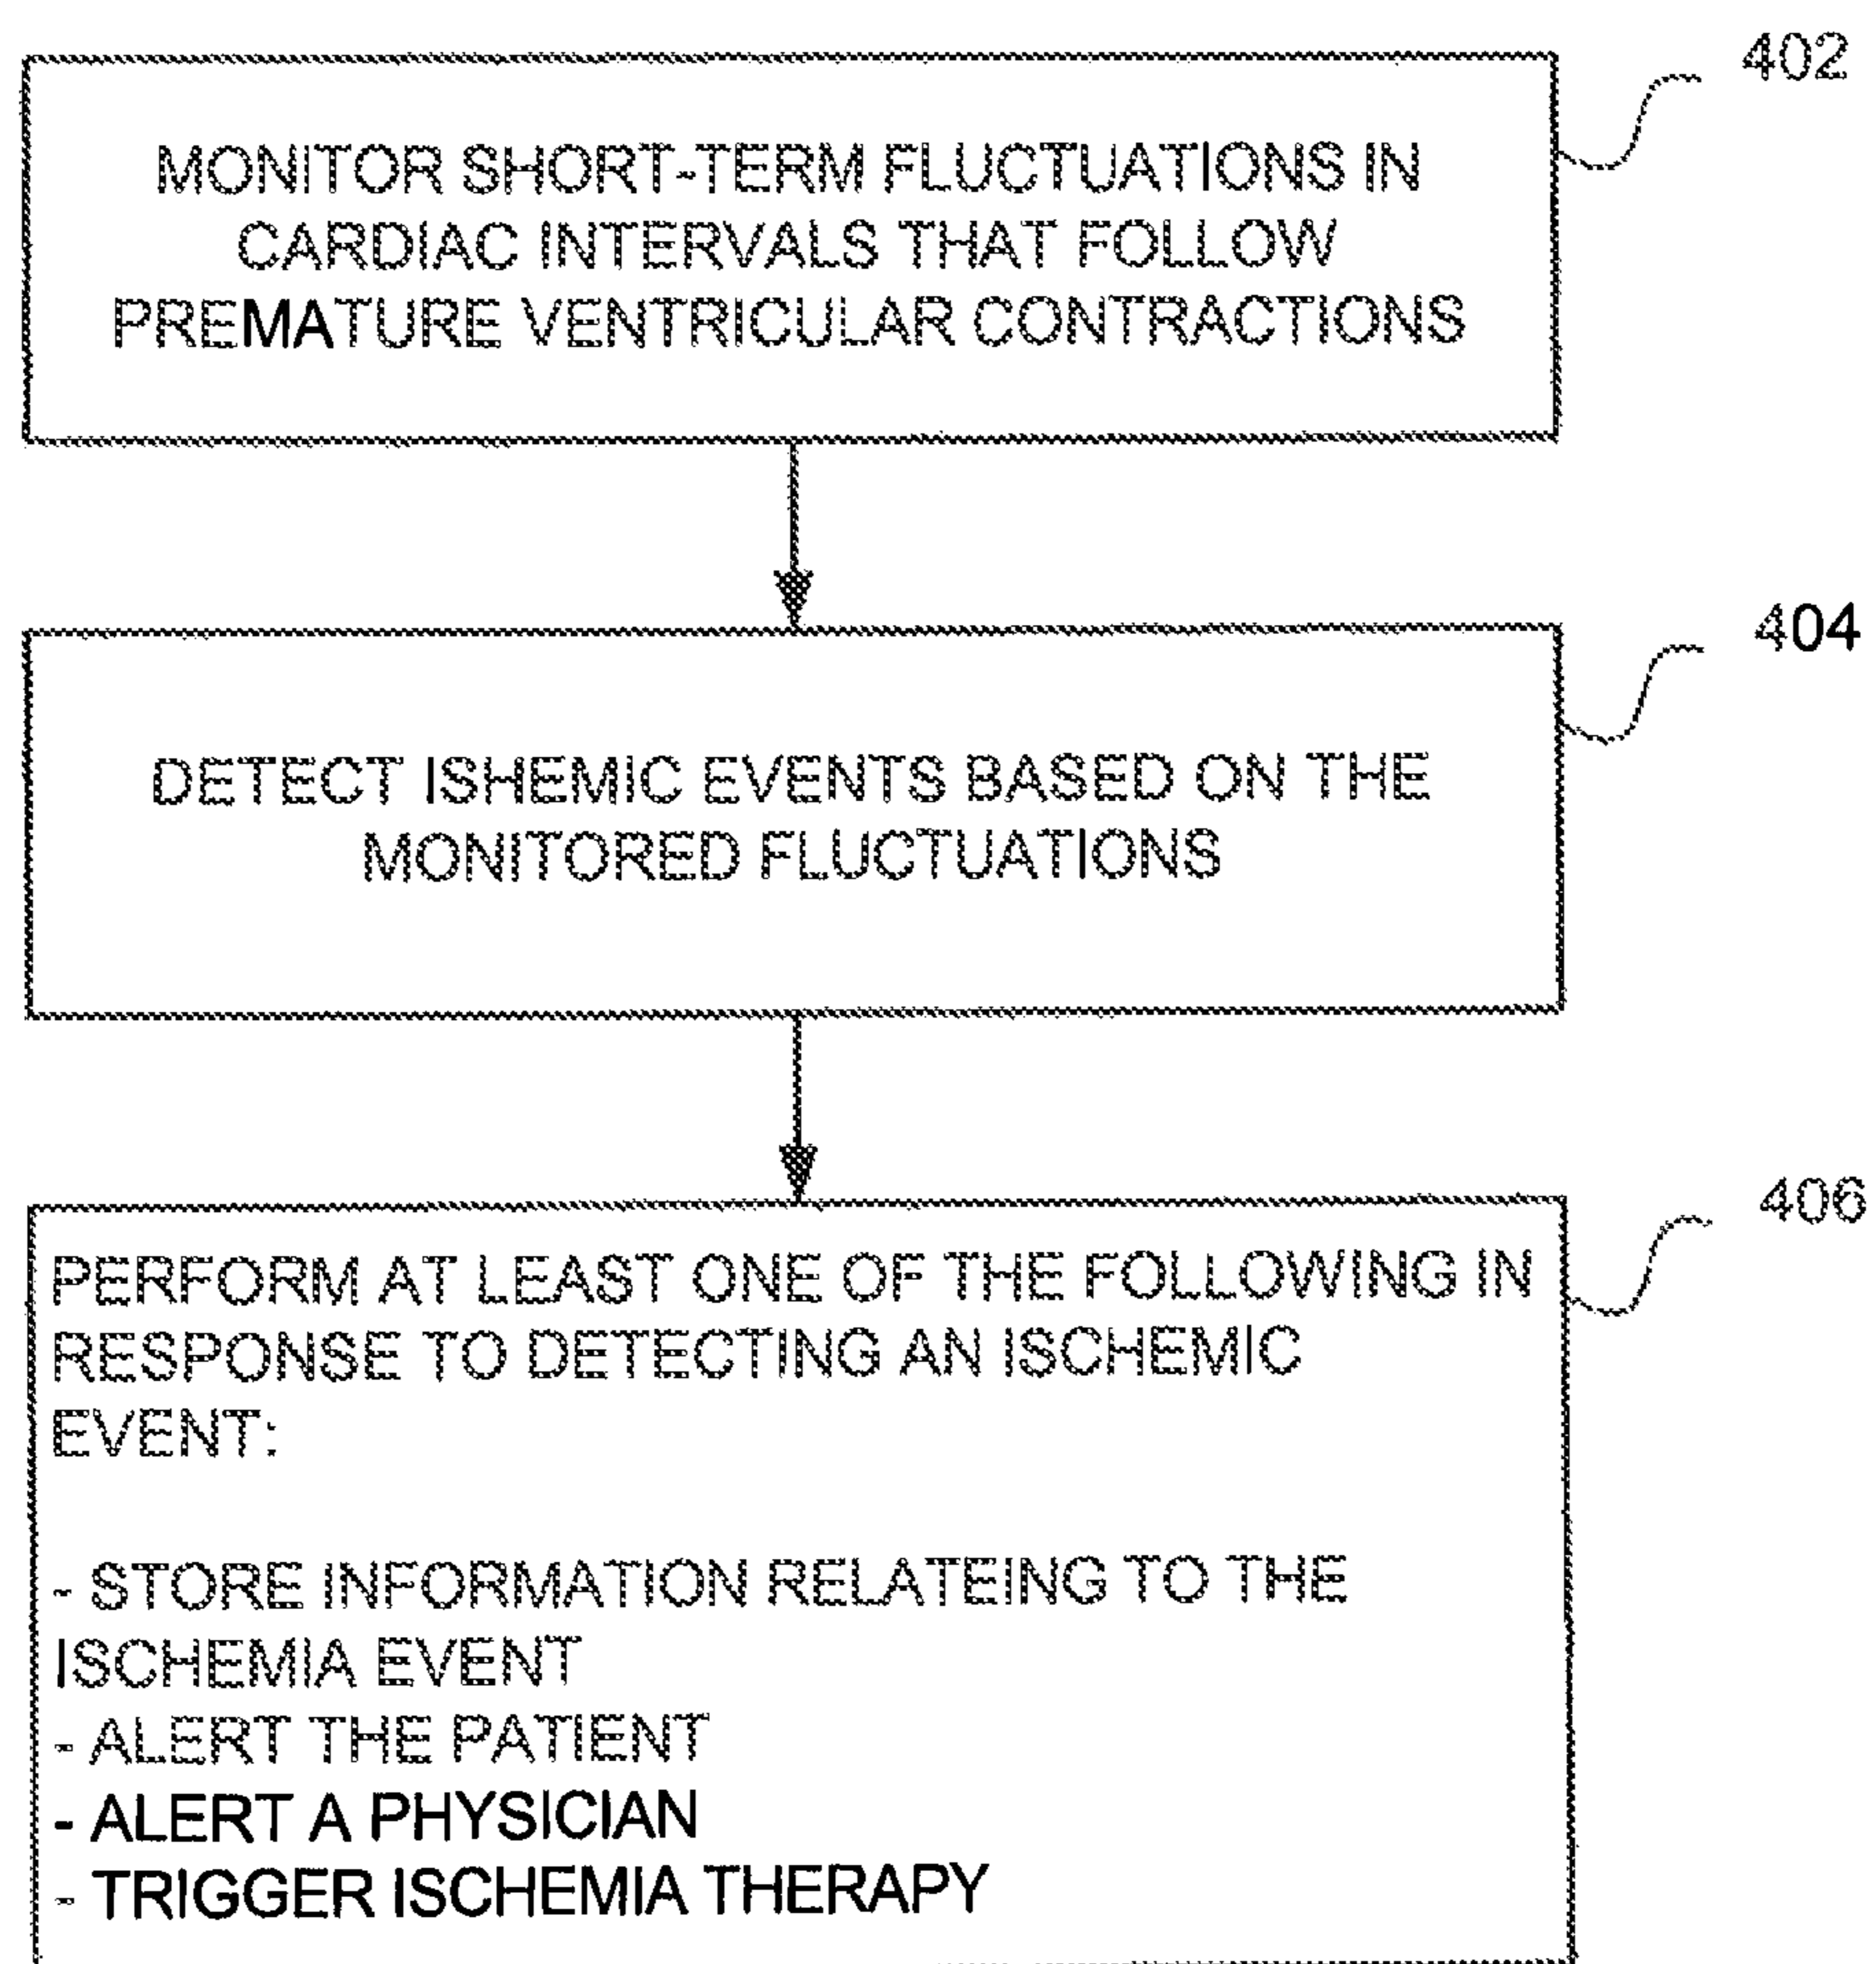 402
MONITOR SHORT-TERM FLUCTUATIONS IN
CARDIAC INTERVALS THAT FOLLOW
PREMATURE VENTRICULAR CONTRACTIONS
404
DETECT ISHEMIC EVENTS BASED ON THE
MONITORED FLUCTUATIONS
406
PERFORM AT LEAST ONE OF THE FOLLOWING IN
RESPONSE TO DETECTING AN ISCHEMIC
EVENT:
- STORE INFORMATION RELATEING TO THE
ISCHEMIA EVENT
- ALERT THE PATIENT
- ALERT A PHYSICIAN
- TRIGGER ISCHEMIA THERAPY